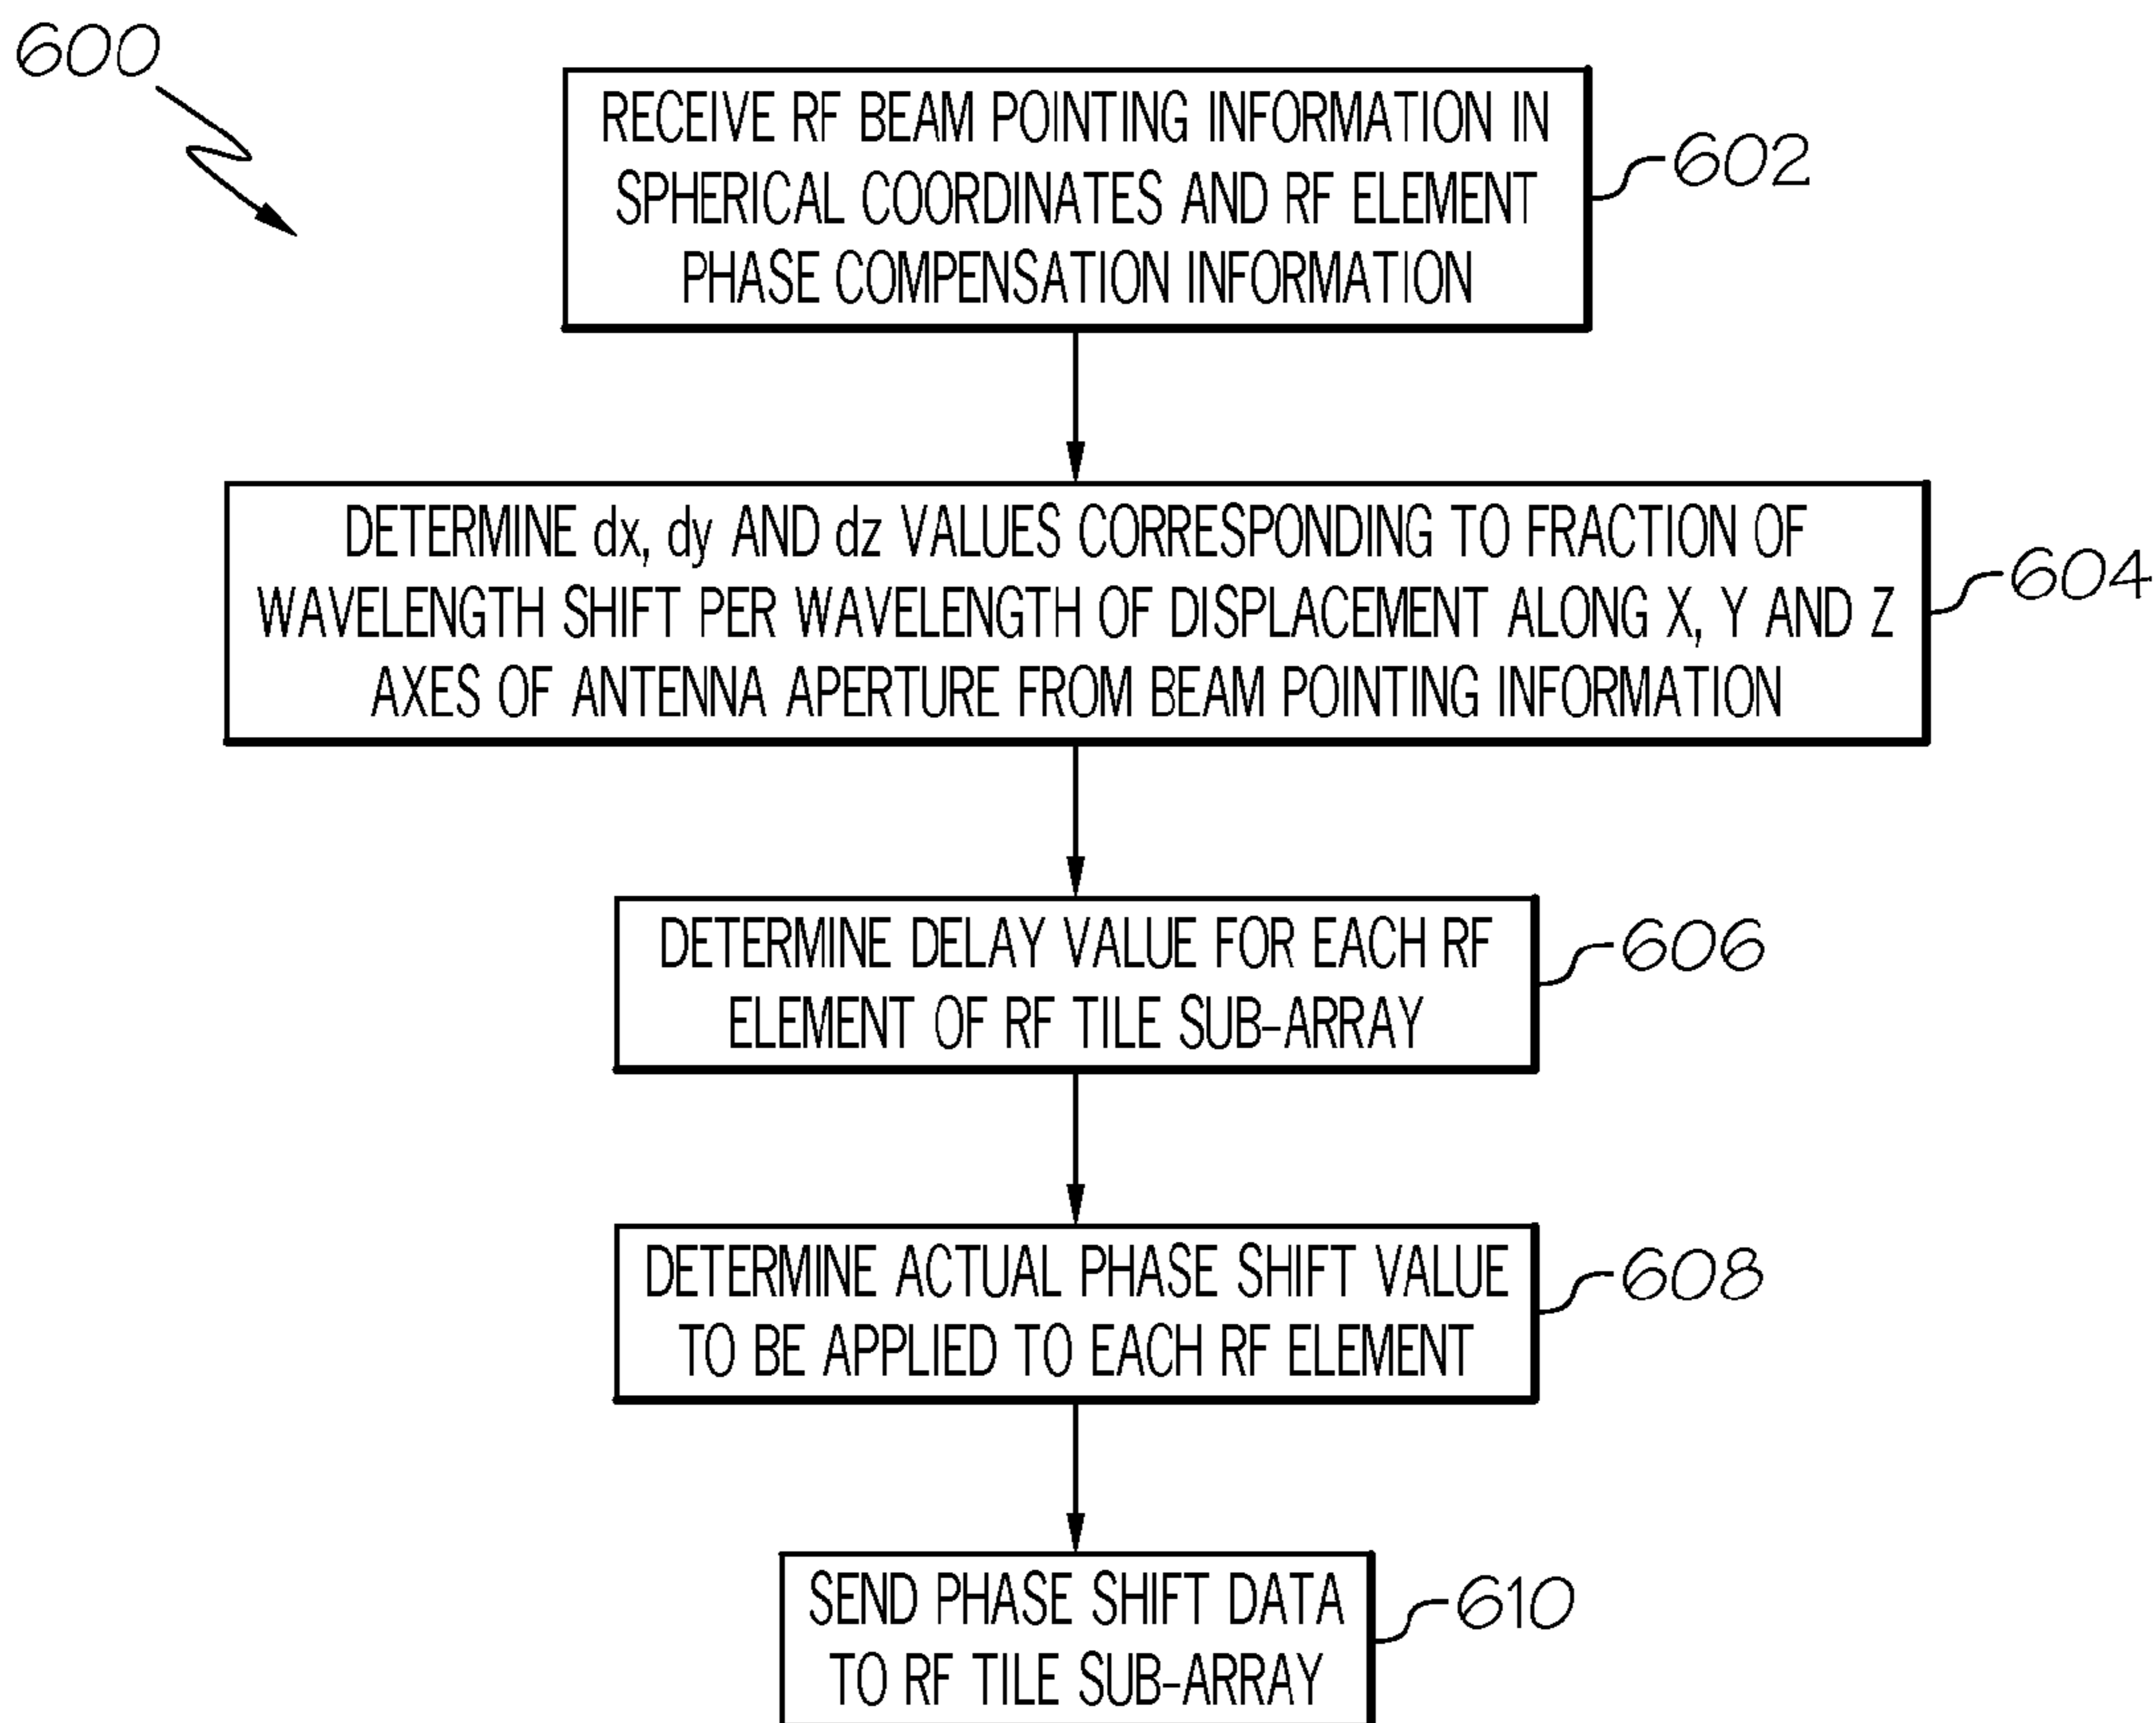 600
RECEIVE RF BEAM POINTING INFORMATION IN
SPHERICAL COORDINATES AND RF ELEMENT
PHASE COMPENSATION INFORMATION
602
DETERMINE dx, dy AND dz VALUES CORRESPONDING TO FRACTION OF
WAVELENGTH SHIFT PER WAVELENGTH OF DISPLACEMENT ALONG X, Y AND Z
AXES OF ANTENNA APERTURE FROM BEAM POINTING INFORMATION
604
DETERMINE DELAY VALUE FOR EACH RF
ELEMENT OF RF TILE SUB-ARRAY
606
DETERMINE ACTUAL PHASE SHIFT VALUE
TO BE APPLIED TO EACH RF ELEMENT
608
SEND PHASE SHIFT DATA
TO RF TILE SUB-ARRAY
610